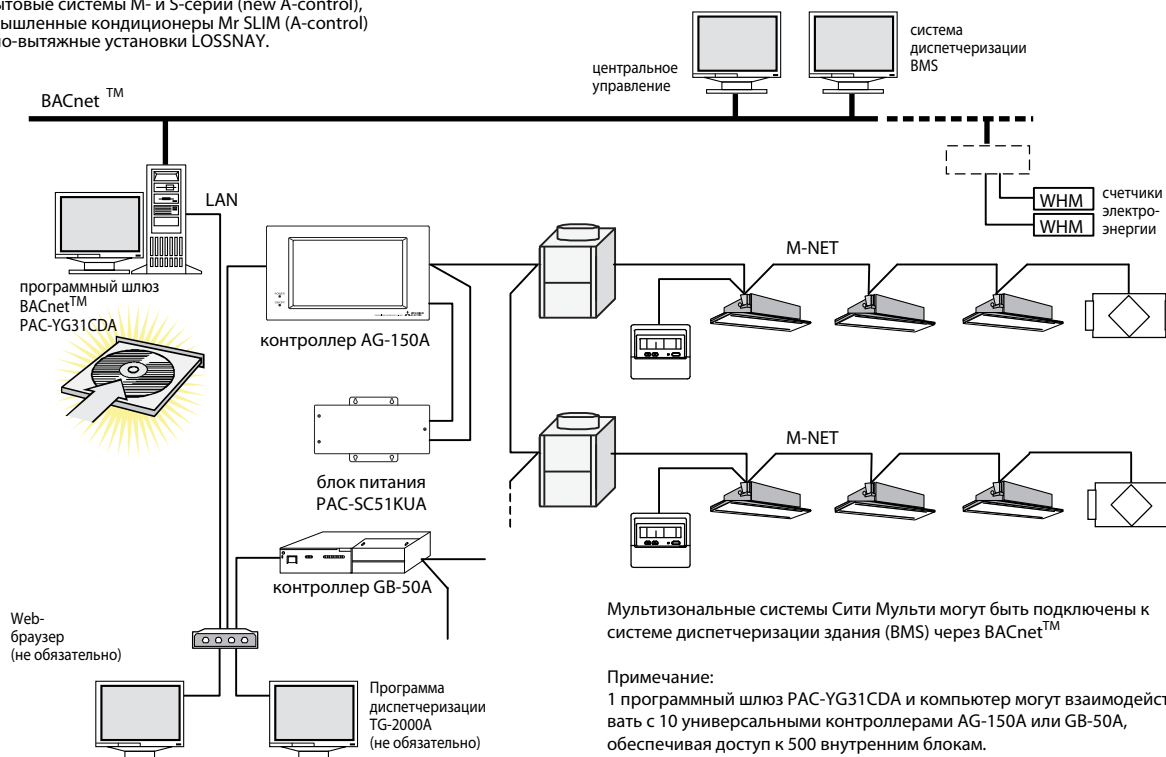 ытовые системы M- и S-серии (new A-control),
мышленные кондиционеры Mr SLIM (A-control)
но-вытяжные установки LOSSNAY.
система
диспетчеризации
BMS
центральное
управление
BACnet TM
LAN
WHM
WHM
счетчики
электро-
энергии
M-NET
программный шлюз
BACnetTM
PAC-YG31CDA
контроллер AG-150A
M-NET
блок питания
PAC-SC51KUA
контроллер GB-50A
Web-
браузер
(не обязательно)
Программа
диспетчеризации
TG-2000A
(не обязательно)
Мультизональные системы Сити Мульти могут быть подключены к
системе диспетчеризации здания (BMS) через BACnetTM
Примечание:
1 программный шлюз PAC-YG31CDA и компьютер могут взаимодейст
вать с 10 универсальными контроллерами AG-150A или GB-50A,
обеспечивая доступ к 500 внутренним блокам.